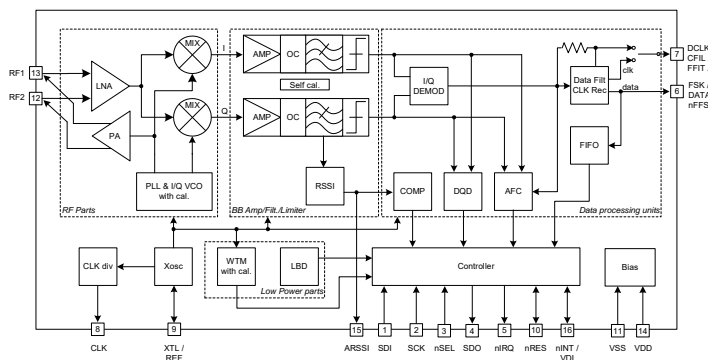 MIX
I
AMP
OC
7
DCLK
CFIL
FFIT
RF1
13
LNA
Self cal.
I/Q
DEMOD
Data Filt
CLK Rec
clk
data
6
FSK
DATA
nFFS
RF2
12
PA
MIX
Q
AMP
OC
FIFO
PLL & I/Q VCO
with cal.
RSSI
COMP
DQD
AFC
RF Parts
BB Amp/Filt./Limiter
Data processing units
CLK div
Xosc
WTM
with cal.
LBD
Low Power parts
Controller
Bias
8
9
15
1
2
3
4
5
10
16
11
14
CLK
XTL /
REF
ARSSI
SDI
SCK
nSEL
SDO
nIRQ
nRES
nINT /
VDI
VSS
VDD